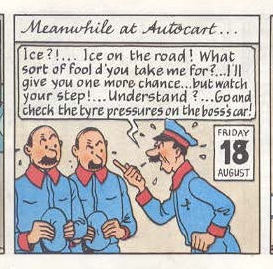 Meanwhile at Autocart...
Ice?!... Ice on the road! What
sort of fool d'you take me for?...I'll
give you one more chance...but watch
your step!... Understand?...Go and
check the tyre pressures on the boss's car!
FRIDAY
18
AUGUST